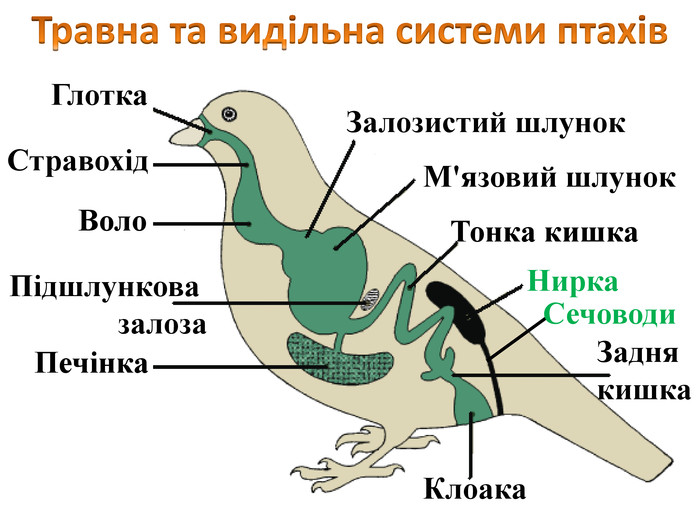 Травна та видільна системи птахів
Глотка
Залозистий шлунок
Стравохід
М'язовий шлунок
Воло
Тонка кишка
Підшлункова
залоза
Нирка
Сечоводи
Печінка
Задня
кишка
Клоака